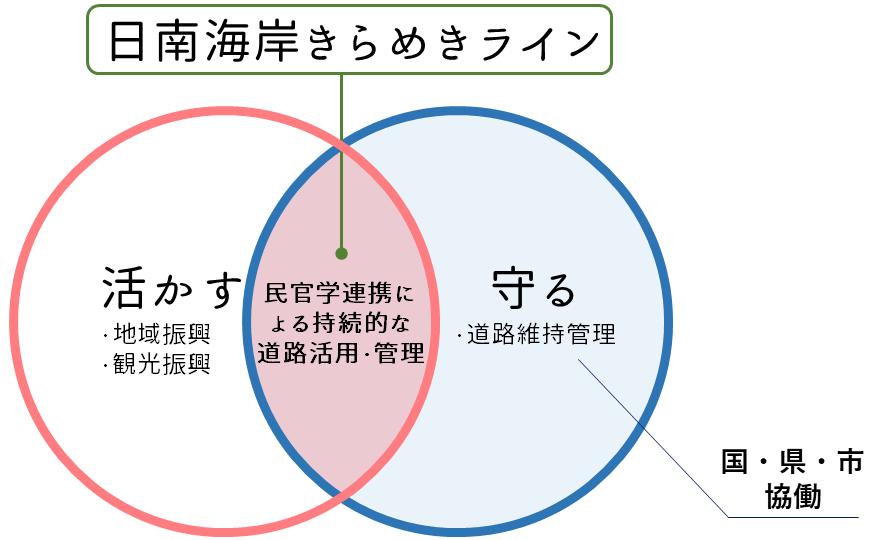 日南海岸きらめきライン
活かす
・地域振興
・観光振興
民官学連携に
よる持続的な
道路活用・管理
守る
・道路維持管理
国・県・市
協働